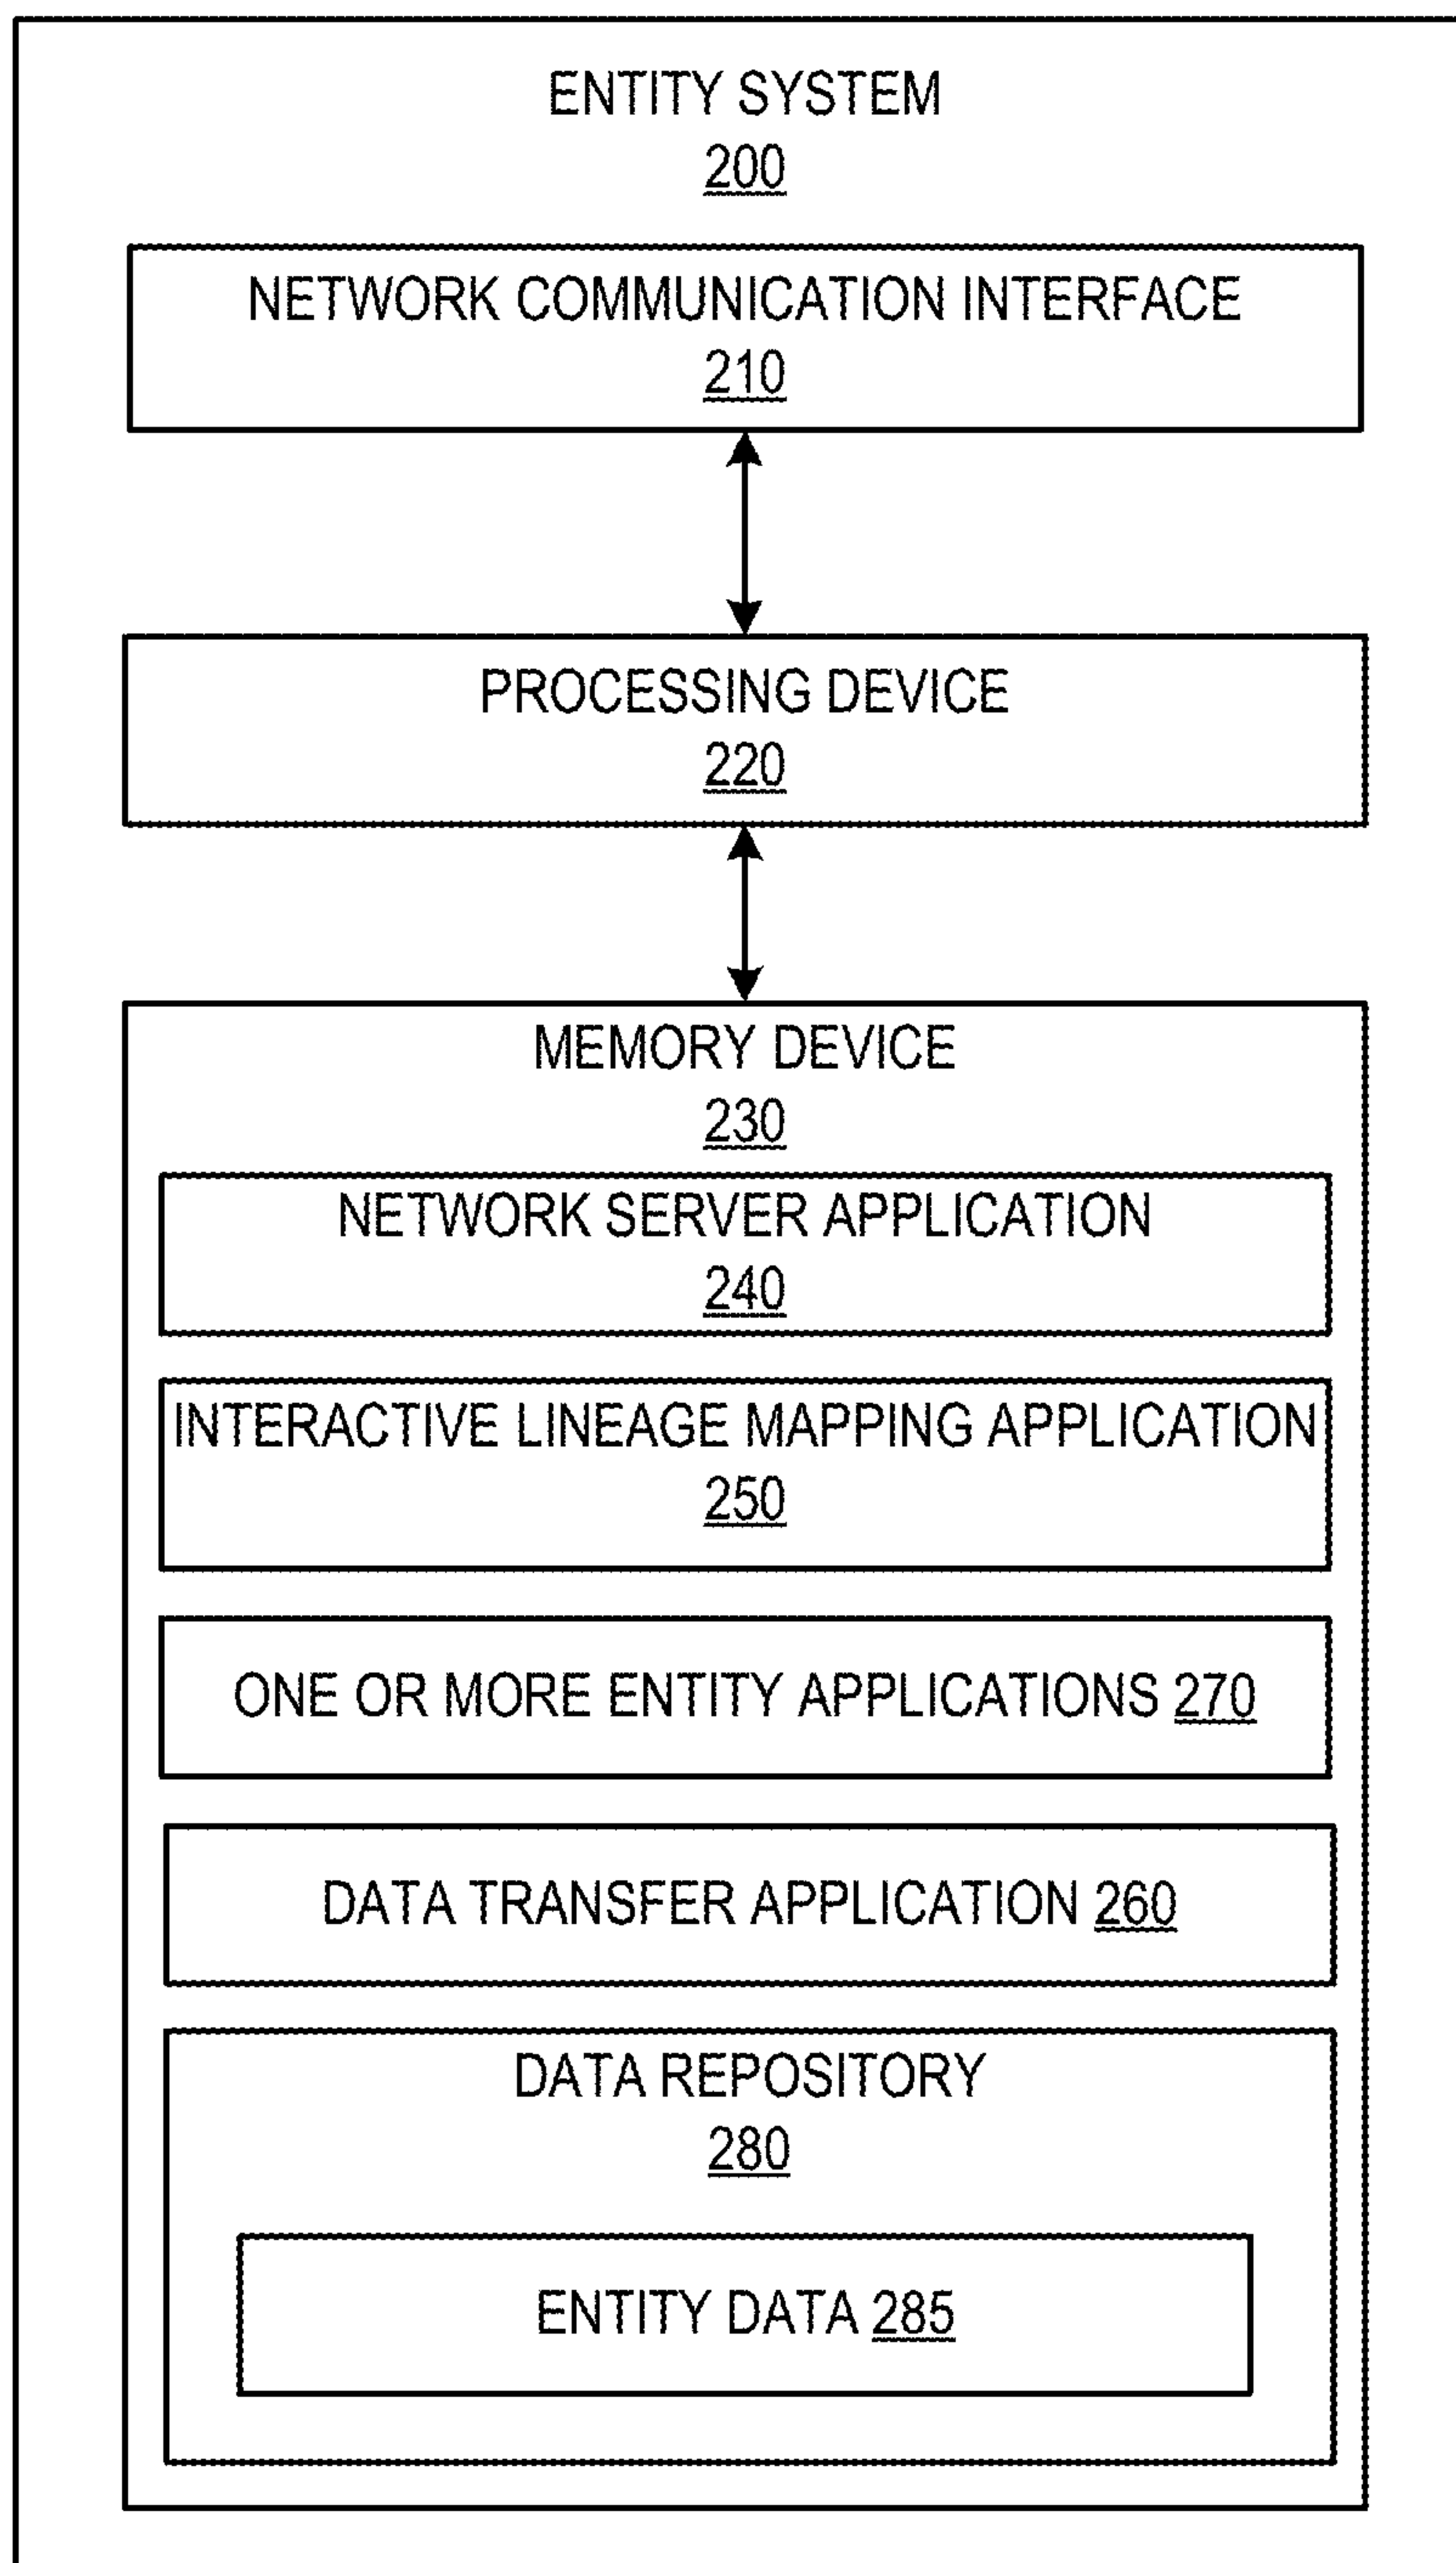 ENTITY SYSTEM
200
NETWORK COMMUNICATION INTERFACE
210
PROCESSING DEVICE
220
MEMORY DEVICE
230
NETWORK SERVER APPLICATION
240
INTERACTIVE LINEAGE MAPPING APPLICATION
250
ONE OR MORE ENTITY APPLICATIONS 270
DATA TRANSFER APPLICATION 260
DATA REPOSITORY
280
ENTITY DATA 285